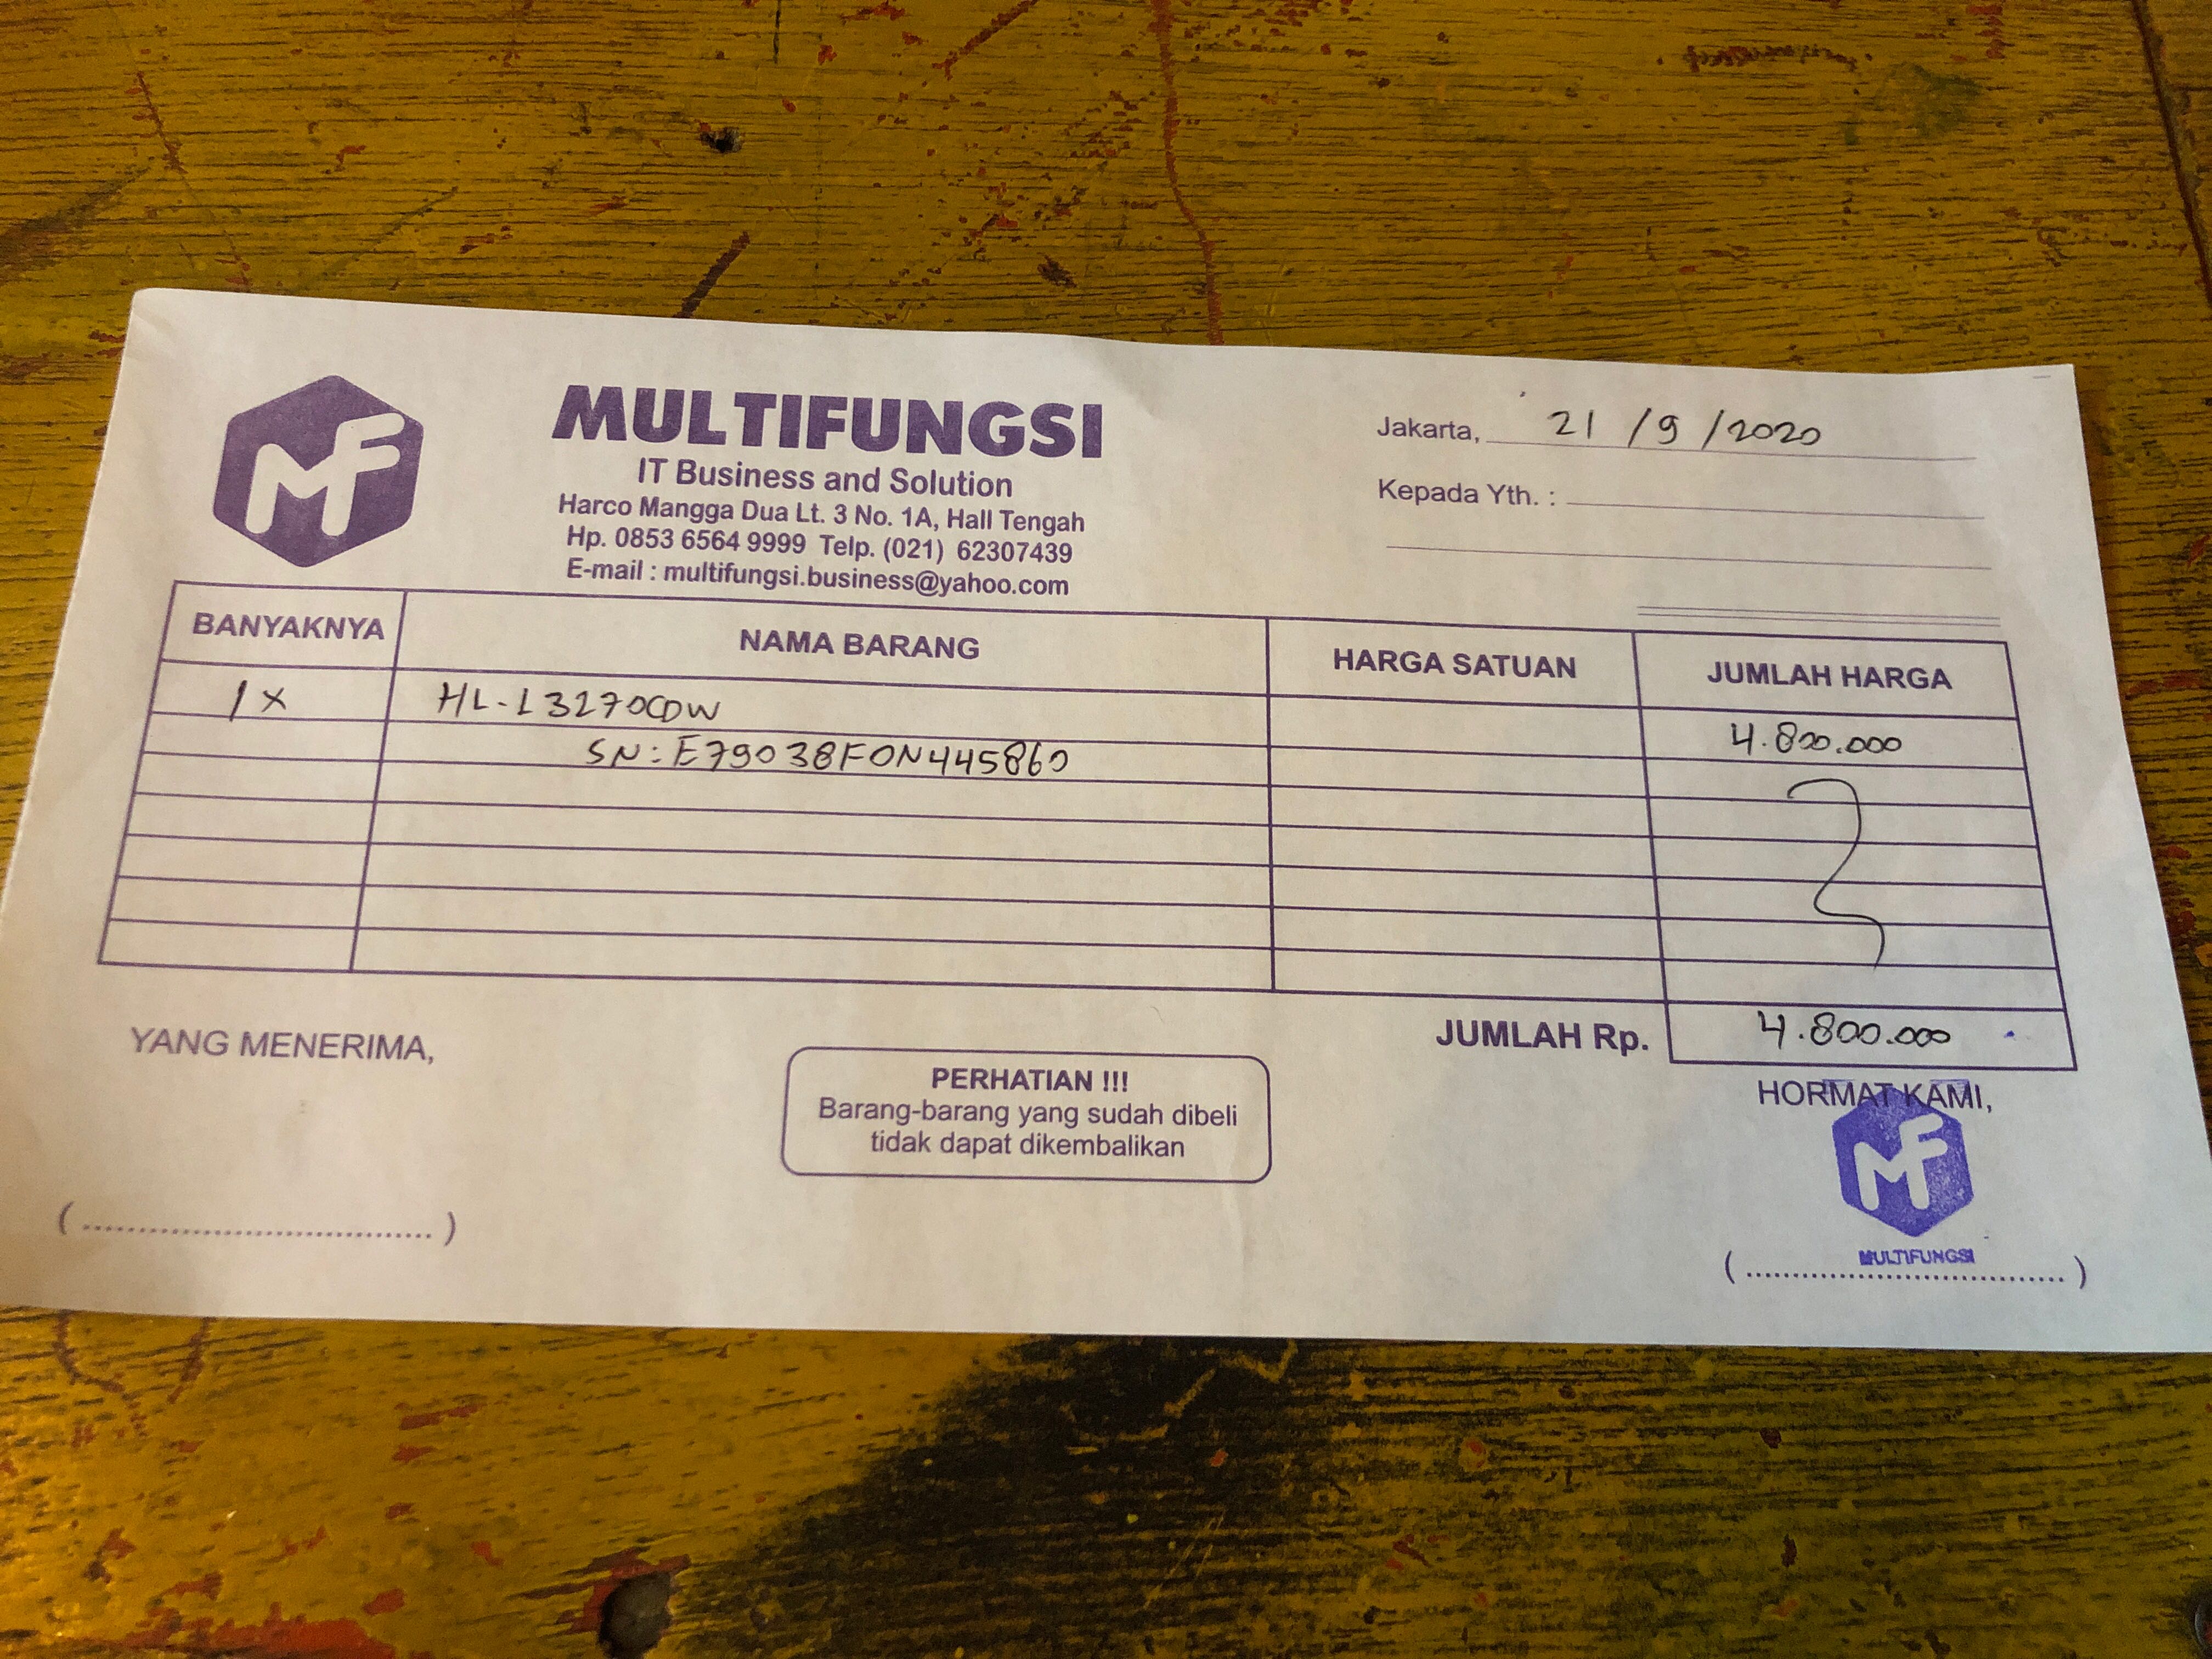 MF
MULTIFUNGSI
IT Business and Solution
Harco Mangga Dua Lt. 3 No. 1A, Hall Tengah
Hp. 0853 6564 9999 Telp. (021) 62307439
E-mail : multifungsi.business@yahoo.com
Jakarta, 21 / 9 / 2020
Kepada Yth. :
BANYAKNYA NAMA BARANG HARGA SATUAN JUMLAH HARGA
1 X HL-L3270CDW 4.800.000
SN: E79038F0N445860
JUMLAH Rp. 4.800.000
YANG MENERIMA,
PERHATIAN !!!
Barang-barang yang sudah dibeli
tidak dapat dikembalikan
HORMAT KAMI,
MF
MULTIFUNGSI
(..................................)
(..................................)